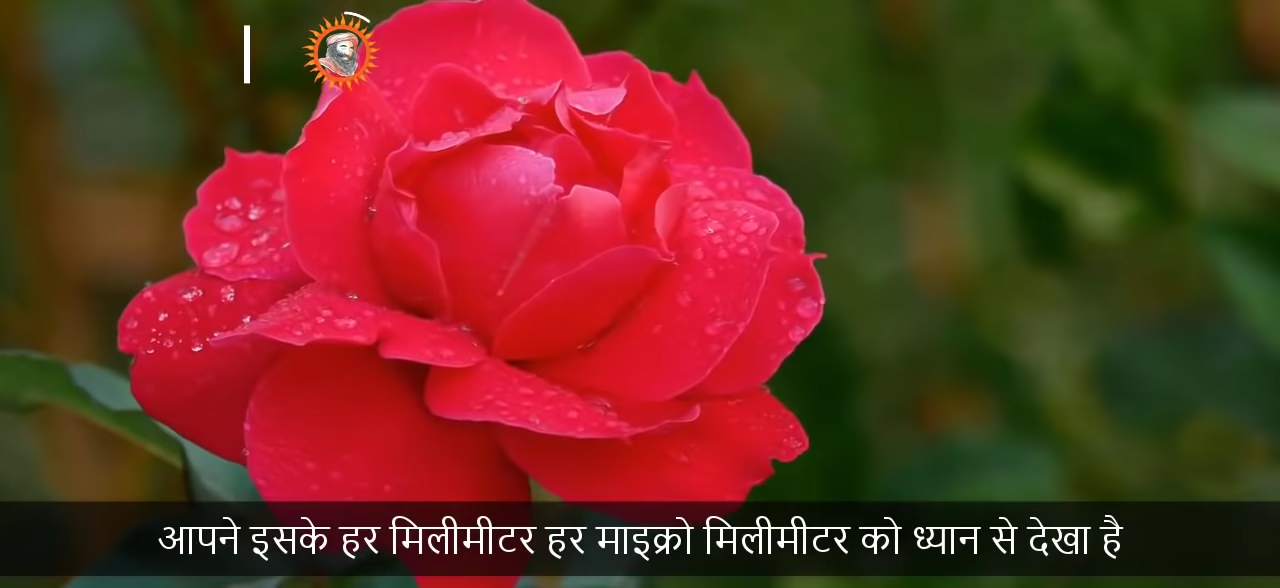 आपने इसके हर मिलीमीटर हर माइक्रो मिलीमीटर को ध्यान से देखा है